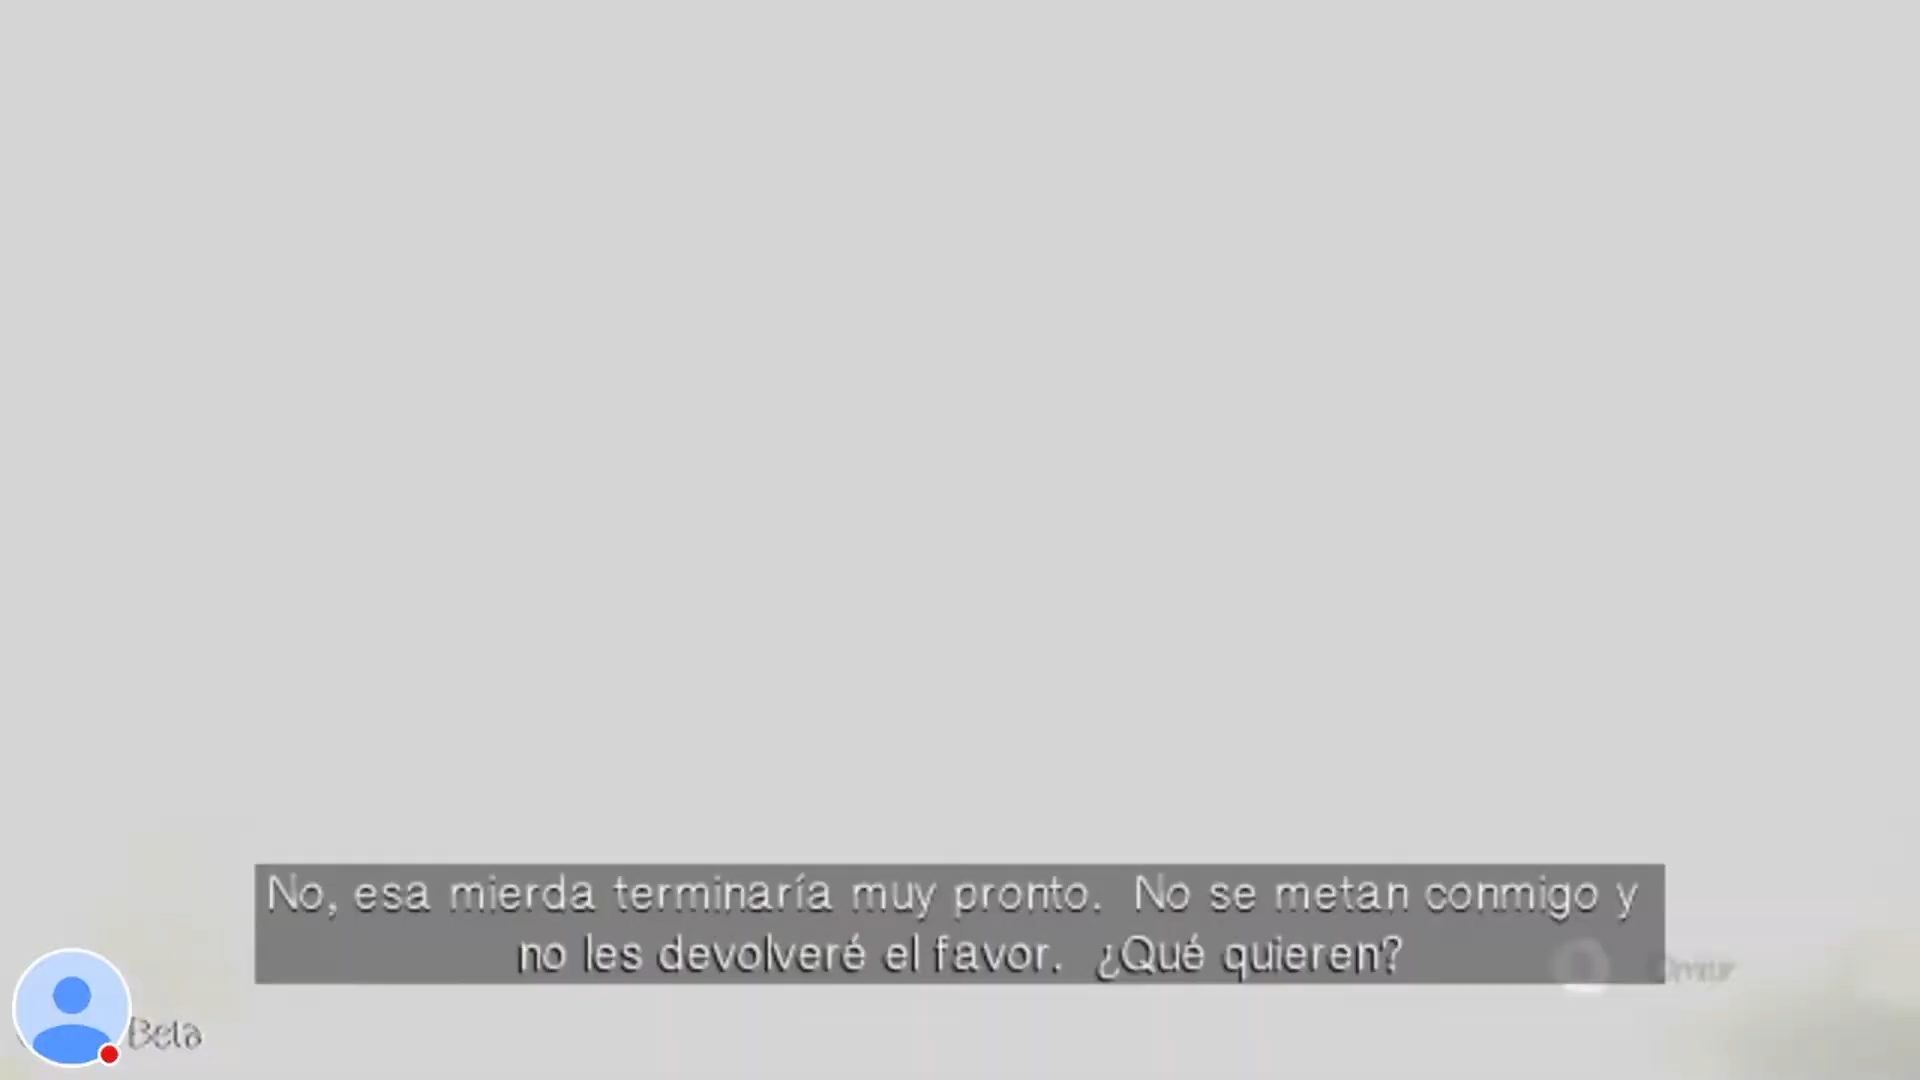 No, esa mierda terminaría muy pronto.  No se metan conmigo y
no les devolveré el favor.  ¿Qué quieren?
Beta